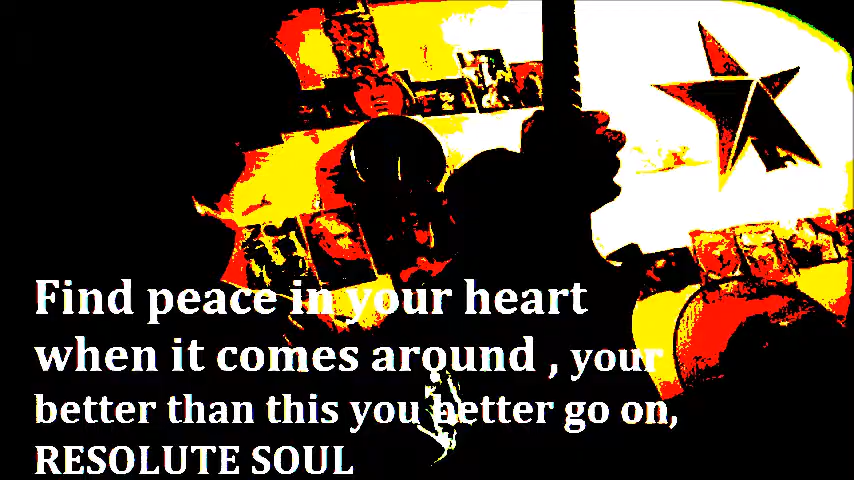 Find peace in your heart
when it comes around , your
better than this you better go on,
RESOLUTE SOUL